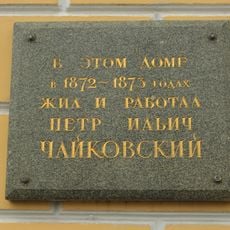 В ЭТОМ ДОМЕ
в 1872–1873 годах
ЖИЛ И РАБОТАЛ
ПЕТР ИЛЬИЧ
ЧАЙКОВСКИЙ